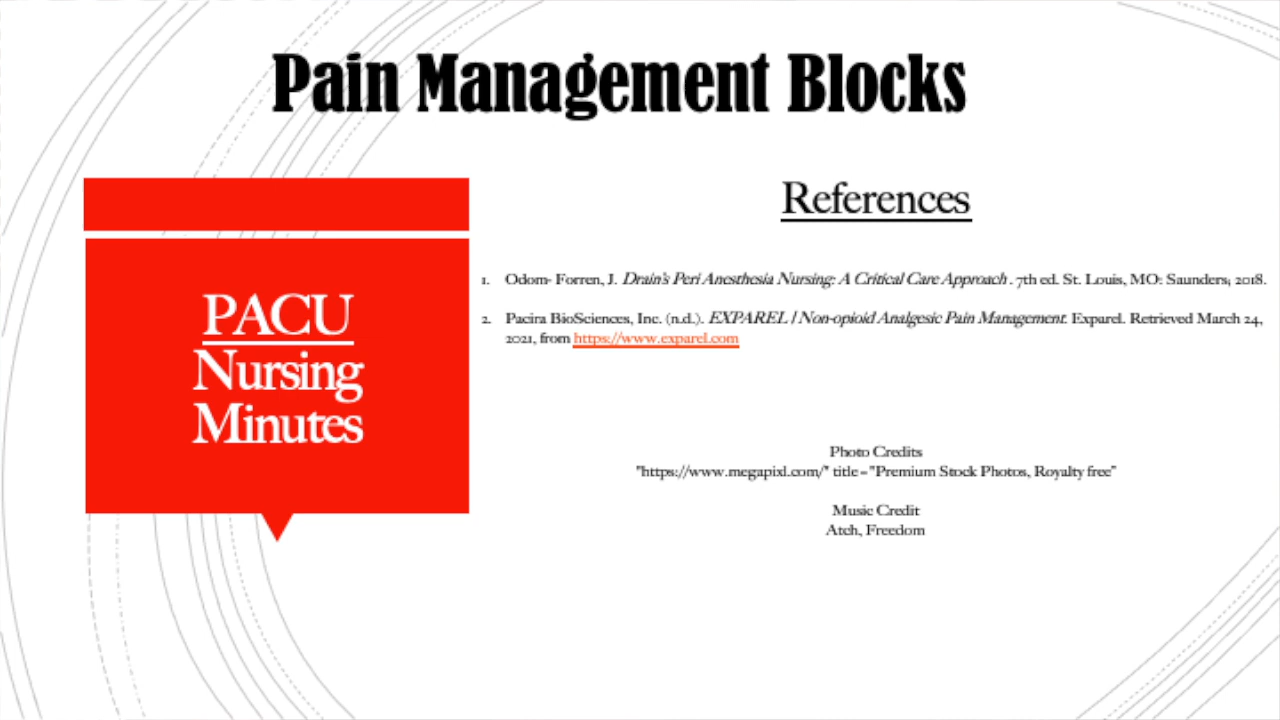 Pain Management Blocks
PACU
Nursing
Minutes
References
1. Odom- Forren, J. Drain's Peri Anesthesia Nursing: A Critical Care Approach . 7th ed. St. Louis, MO: Saunders; 2018.
2. Pacira BioSciences, Inc. (n.d.). EXPAREL | Non-opioid Analgesic Pain Management. Exparel. Retrieved March 24,
2021, from https://www.exparel.com
Photo Credits
"https://www.megapixl.com/" title="Premium Stock Photos, Royalty free"
Music Credit
Atch, Freedom